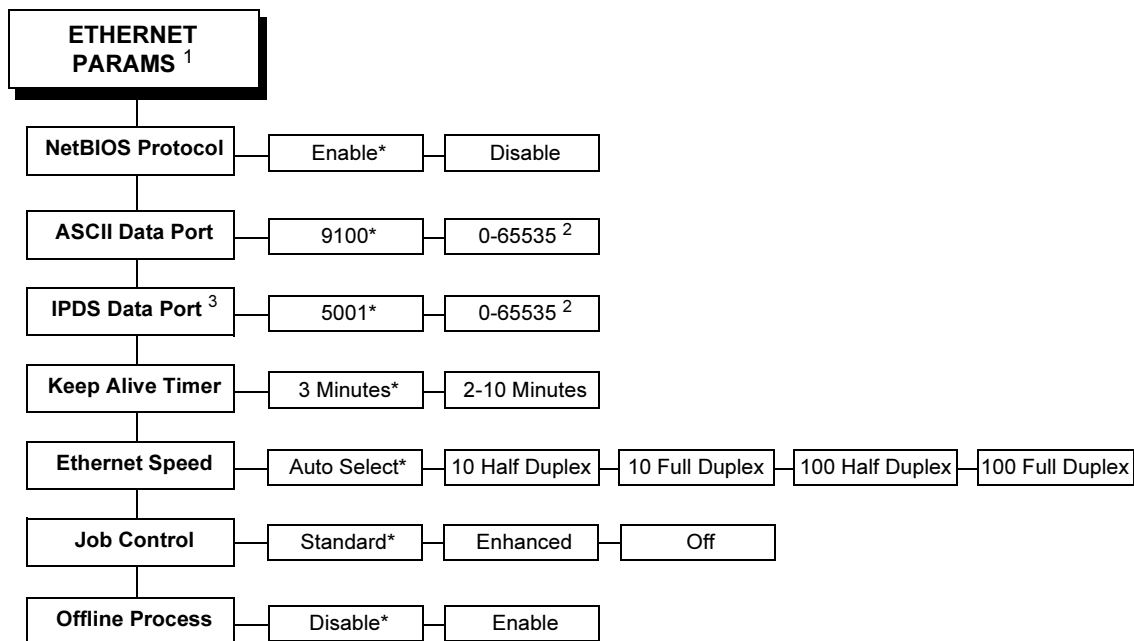 ETHERNET
PARAMS 1
NetBIOS Protocol Enable* Disable
ASCII Data Port 9100* 0-65535 2
IPDS Data Port 3 5001* 0-65535 2
Keep Alive Timer 3 Minutes* 2-10 Minutes
Ethernet Speed Auto Select* 10 Half Duplex 10 Full Duplex 100 Half Duplex 100 Full Duplex
Job Control Standard* Enhanced Off
Offline Process Disable* Enable